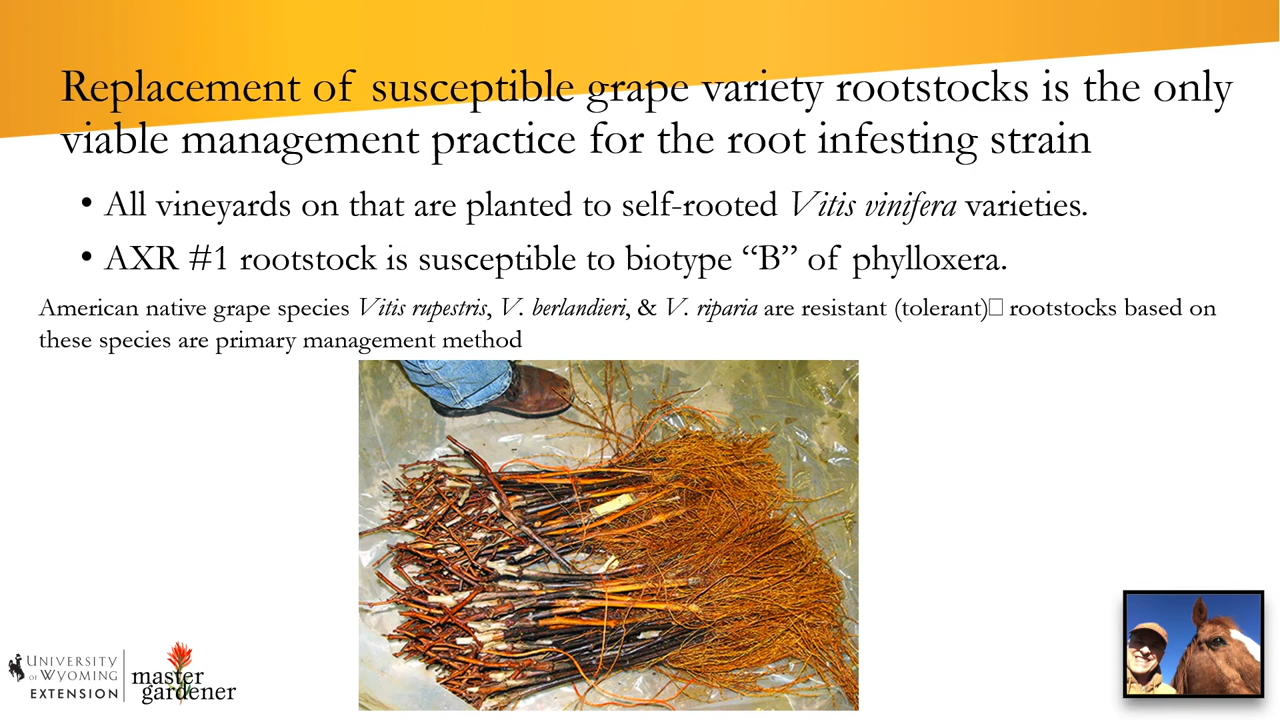 Replacement of susceptible grape variety rootstocks is the only
viable management practice for the root infesting strain
• All vineyards on that are planted to self-rooted Vitis vinifera varieties.
• AXR #1 rootstock is susceptible to biotype “B” of phylloxera.
American native grape species Vitis rupestris, V. berlandieri, & V. riparia are resistant (tolerant)□ rootstocks based on
these species are primary management method
UNIVERSITY
OF WYOMING
EXTENSION
master
gardener